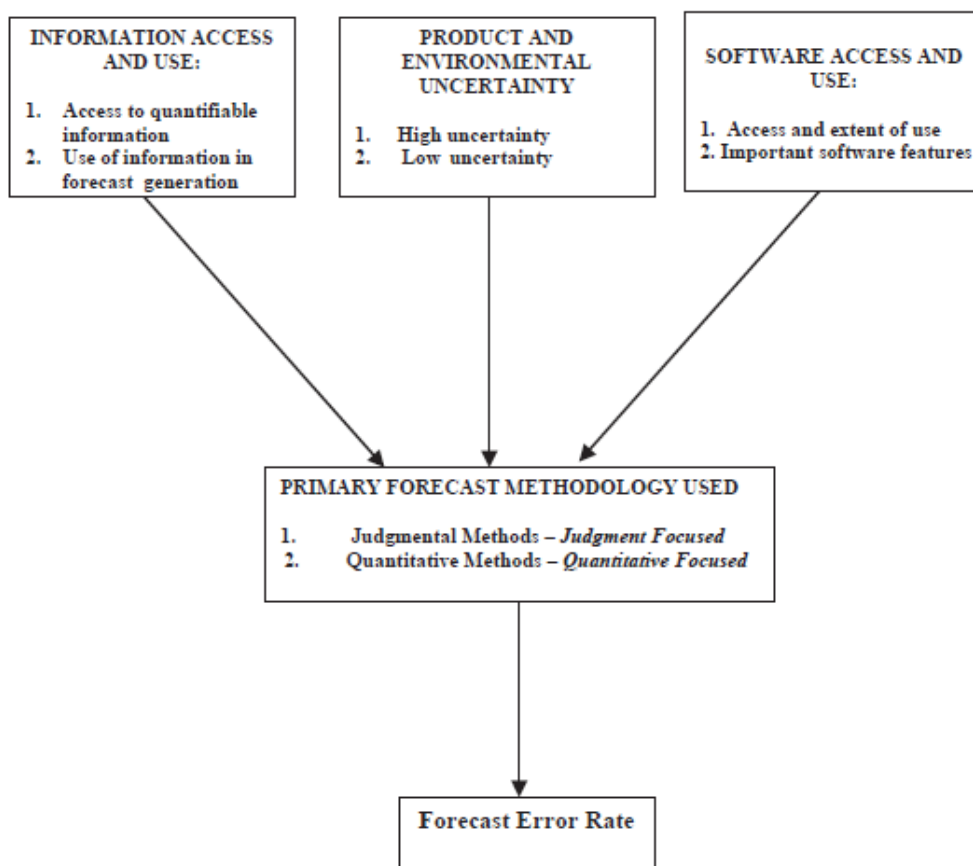 INFORMATION ACCESS
AND USE:
1. Access to quantifiable
information
2. Use of information in
forecast generation
PRODUCT AND
ENVIRONMENTAL
UNCERTAINTY
1. High uncertainty
2. Low uncertainty
SOFTWARE ACCESS AND
USE:
1. Access and extent of use
2. Important software features
PRIMARY FORECAST METHODOLOGY USED
1. Judgmental Methods – Judgment Focused
2. Quantitative Methods – Quantitative Focused
Forecast Error Rate